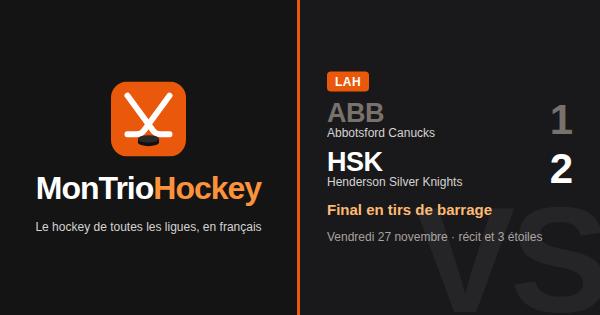 MonTrioHockey
Le hockey de toutes les ligues, en français
LAH
ABB 1
Abbotsford Canucks
HSK 2
Henderson Silver Knights
Final en tirs de barrage
Vendredi 27 novembre · récit et 3 étoiles
VS